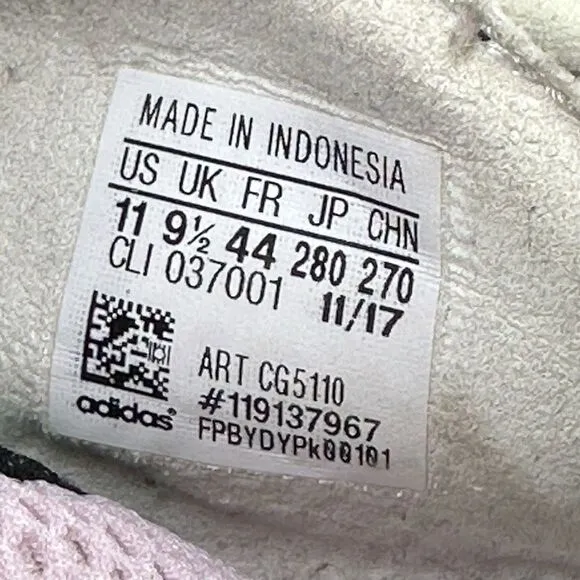 MADE IN INDONESIA
US UK FR JP CHN
11 9½ 44 280 270
CLI 037001 11/17
ART CG5110
#119137967
FPBYDYPk00101
adidas